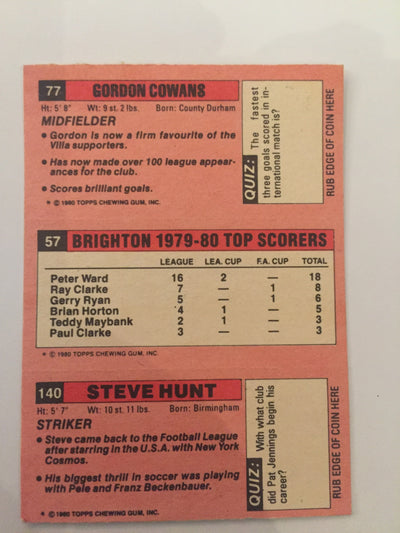 77 GORDON COWANS
Ht: 5' 8" Wt: 9 st. 2 lbs. Born: County Durham
MIDFIELDER
• Gordon is now a firm favourite of the
Villa supporters.
• Has now made over 100 league appear-
ances for the club.
• Scores brilliant goals.
* © 1980 TOPPS CHEWING GUM, INC.
QUIZ: The fastest
three goals scored in in-
ternational match is?
RUB EDGE OF COIN HERE
57 BRIGHTON 1979-80 TOP SCORERS
LEAGUE LEA. CUP F.A. CUP TOTAL
Peter Ward 16 2 — 18
Ray Clarke 7 — 1 8
Gerry Ryan 5 — 1 6
Brian Horton 4 1 — 5
Teddy Maybank 2 1 — 3
Paul Clarke 3 — — 3
* © 1980 TOPPS CHEWING GUM, INC.
140 STEVE HUNT
Ht: 5' 7" Wt: 10 st. 11 lbs. Born: Birmingham
STRIKER
• Steve came back to the Football League
after starring in the U.S.A. with New York
Cosmos.
• His biggest thrill in soccer was playing
with Pele and Franz Beckenbauer.
* © 1980 TOPPS CHEWING GUM, INC.
QUIZ: With what club
did Pat Jennings begin his
career?
RUB EDGE OF COIN HERE